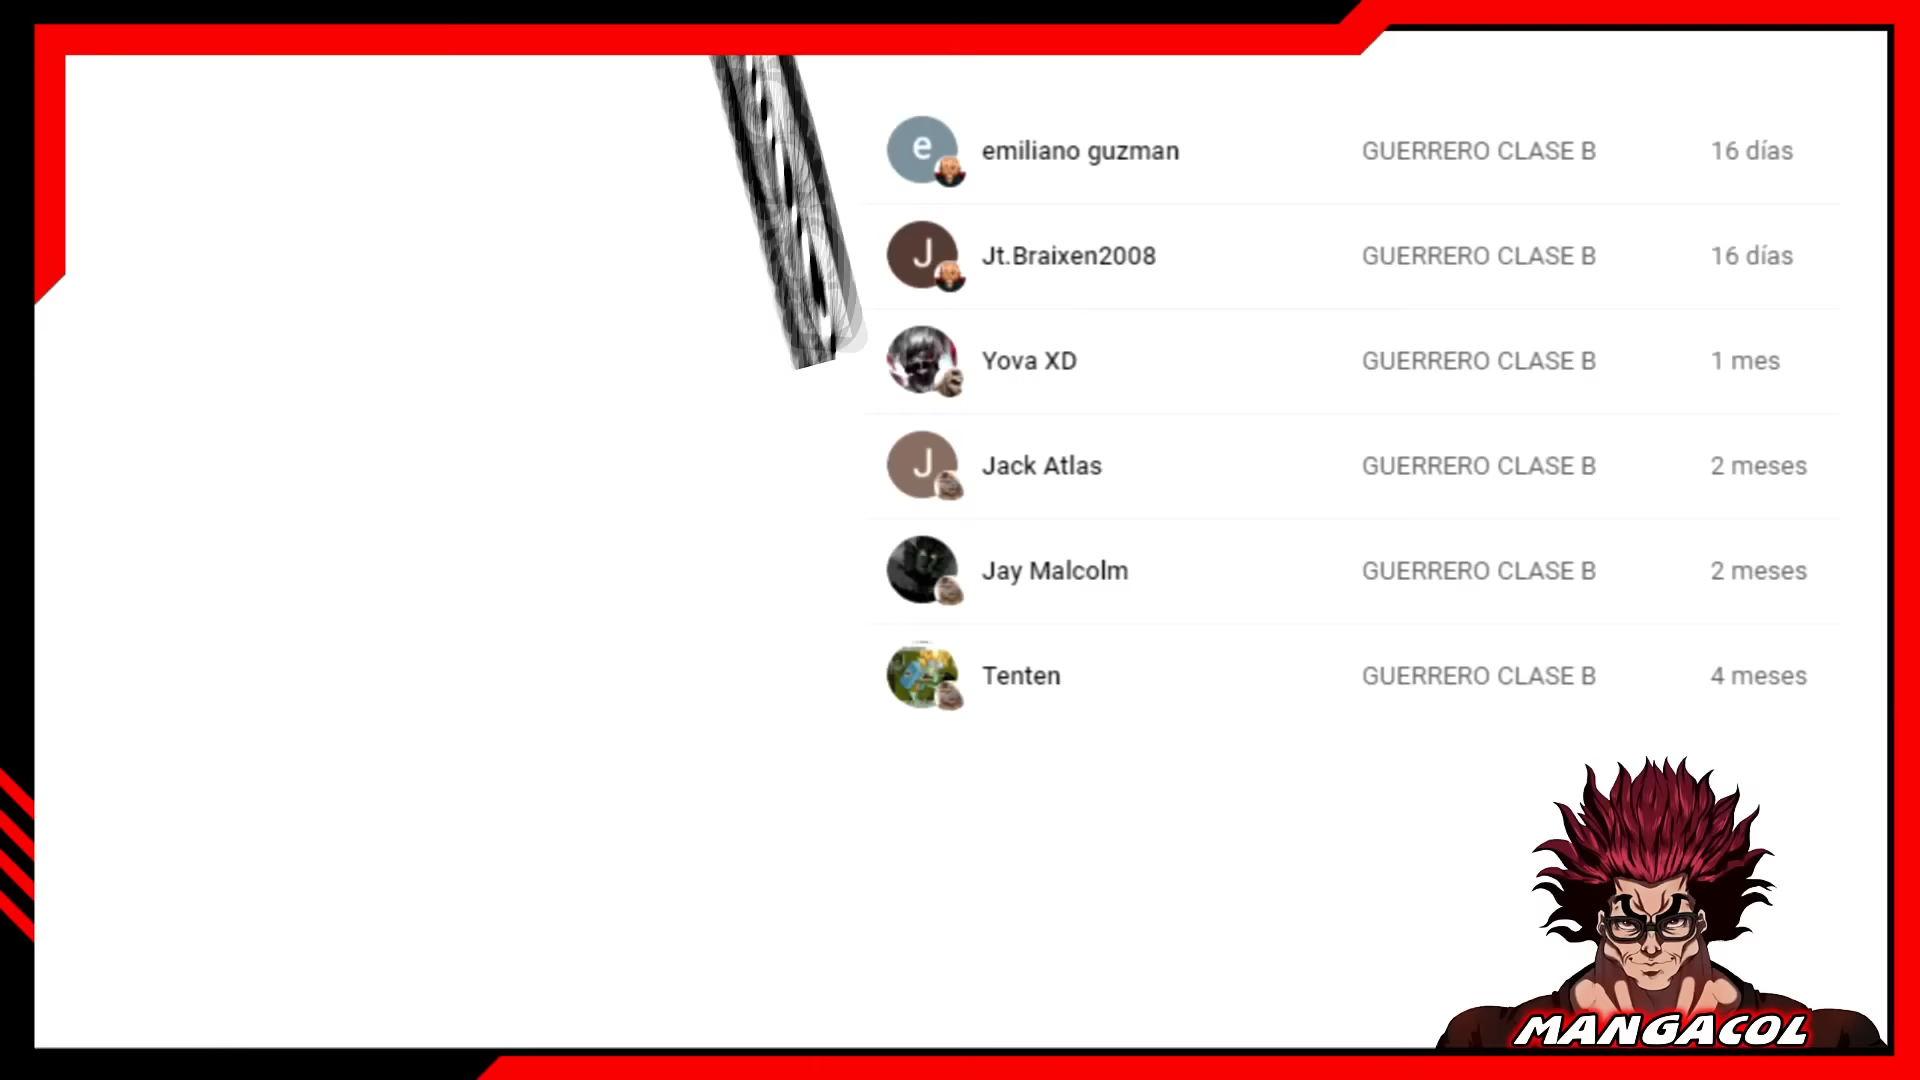 e emiliano guzman GUERRERO CLASE B 16 días
J Jt.Braixen2008 GUERRERO CLASE B 16 días
Yova XD GUERRERO CLASE B 1 mes
J Jack Atlas GUERRERO CLASE B 2 meses
Jay Malcolm GUERRERO CLASE B 2 meses
Tenten GUERRERO CLASE B 4 meses
MANGACOL